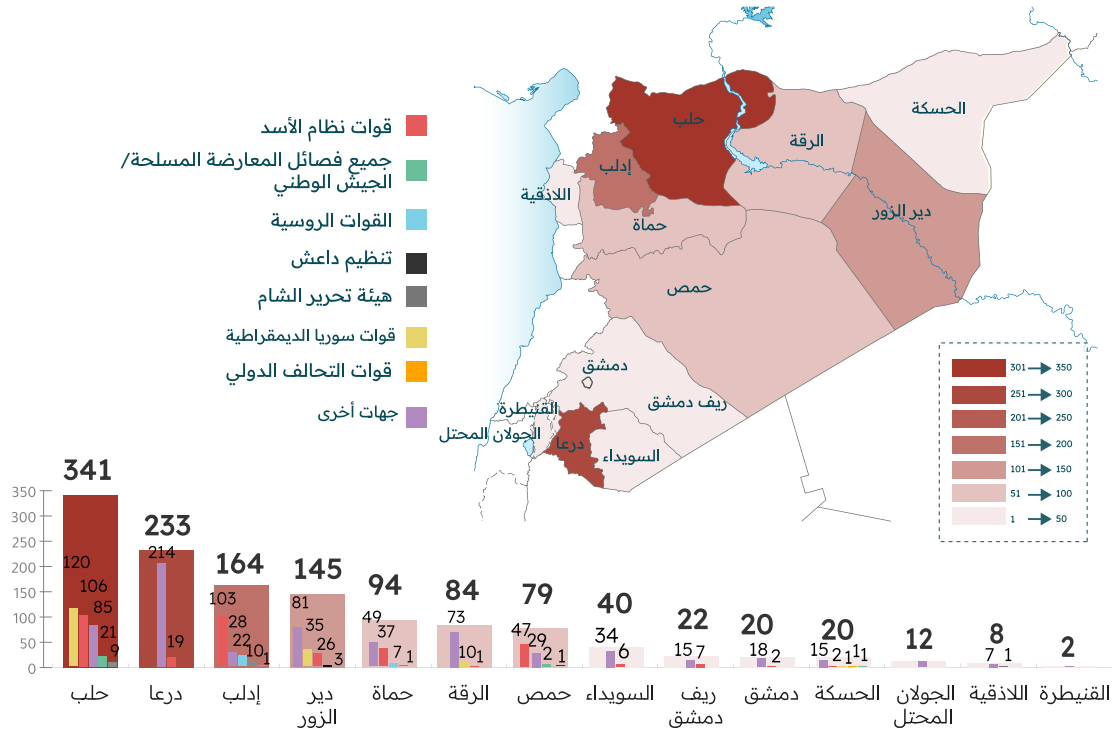 قوات نظام الأسد
جميع فصائل المعارضة المسلحة/
الجيش الوطني
القوات الروسية
تنظيم داعش
هيئة تحرير الشام
قوات سوريا الديمقراطية
قوات التحالف الدولي
جهات أخرى
الحسكة
حلب
الرقة
إدلب
اللاذقية
دير الزور
حماة
حمص
دمشق
ريف دمشق
القنيطرة
الجولان المحتل
درعا
السويداء
301 350
251 300
201 250
151 200
101 150
51 100
1 50
350
300
250
200
150
100
50
0
341
120
106
85
21
9
حلب
233
214
19
درعا
164
103
28
22
10
1
إدلب
145
81
35
26
3
دير
الزور
94
49
37
7
1
حماة
84
73
10
1
الرقة
79
47
29
2
1
حمص
40
34
6
السويداء
22
15
7
ريف
دمشق
20
18
2
دمشق
20
15
2
1
1
1
الحسكة
12
الجولان
المحتل
8
7
1
اللاذقية
2
القنيطرة